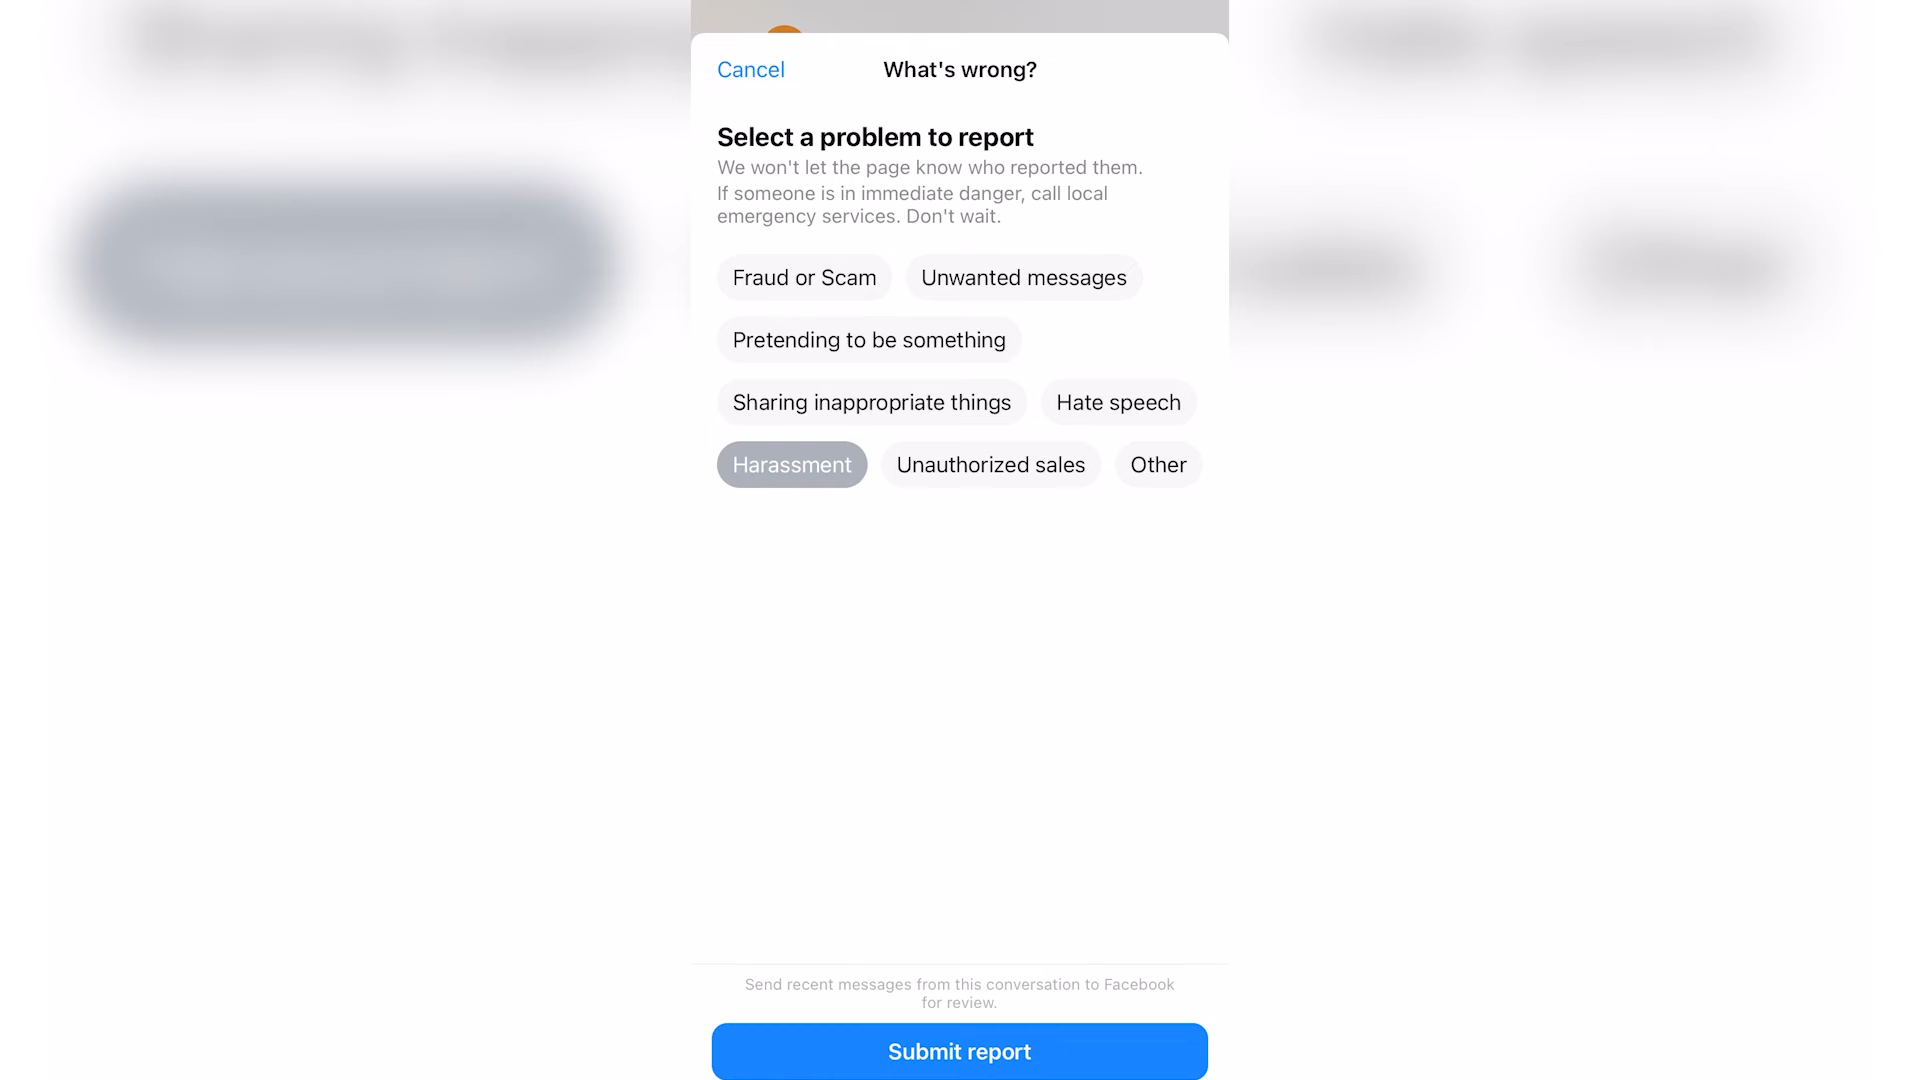 Cancel
What's wrong?
Select a problem to report
We won't let the page know who reported them.
If someone is in immediate danger, call local
emergency services. Don't wait.
Fraud or Scam
Unwanted messages
Pretending to be something
Sharing inappropriate things
Hate speech
Harassment
Unauthorized sales
Other
Send recent messages from this conversation to Facebook
for review.
Submit report